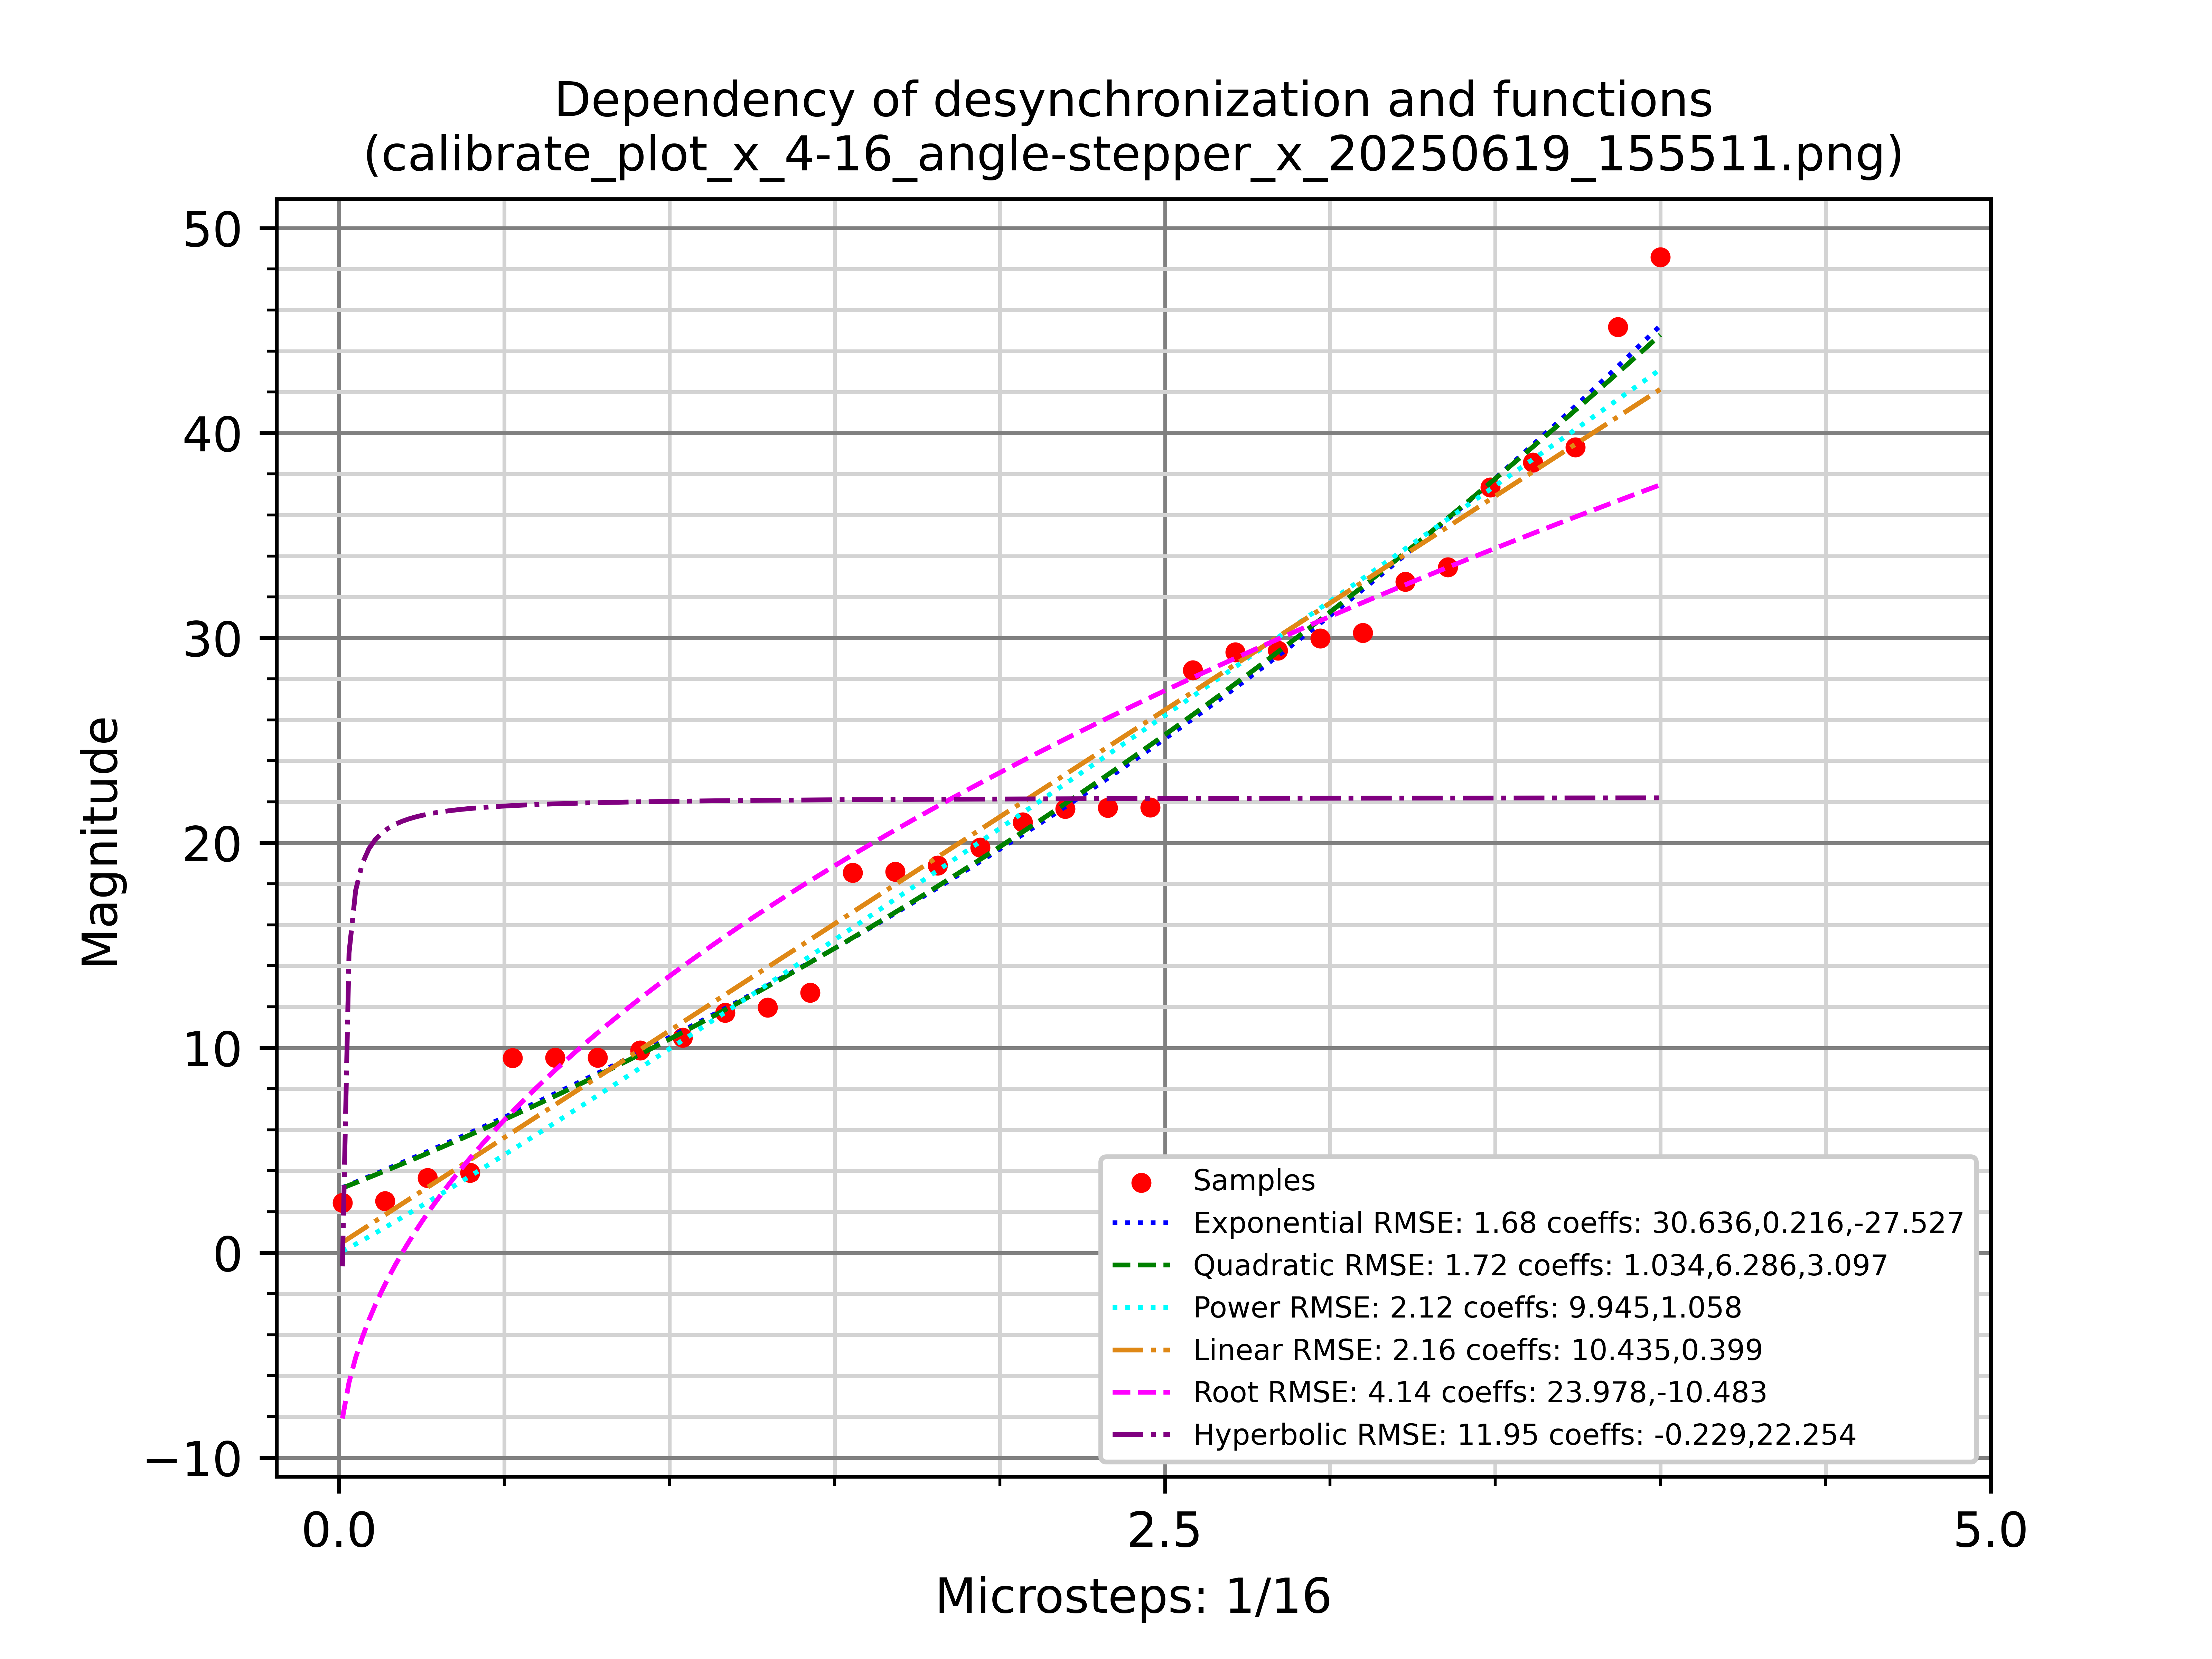 Dependency of desynchronization and functions
(calibrate_plot_x_4-16_angle-stepper_x_20250619_155511.png)
50
40
30
20
10
0
−10
Magnitude
Samples
Exponential RMSE: 1.68 coeffs: 30.636,0.216,-27.527
Quadratic RMSE: 1.72 coeffs: 1.034,6.286,3.097
Power RMSE: 2.12 coeffs: 9.945,1.058
Linear RMSE: 2.16 coeffs: 10.435,0.399
Root RMSE: 4.14 coeffs: 23.978,-10.483
Hyperbolic RMSE: 11.95 coeffs: -0.229,22.254
0.0 2.5 5.0
Microsteps: 1/16